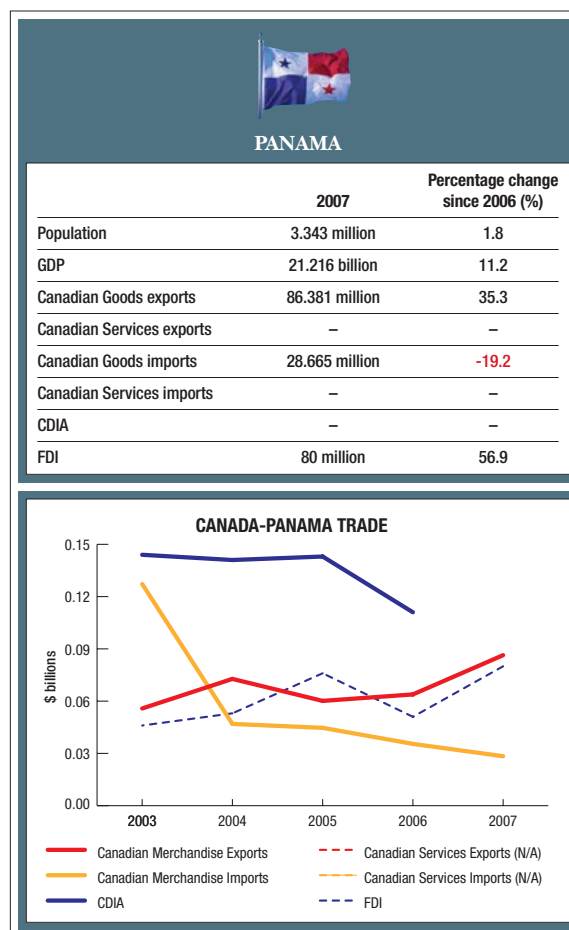 PANAMA
2007 Percentage change since 2006 (%)
Population 3.343 million 1.8
GDP 21.216 billion 11.2
Canadian Goods exports 86.381 million 35.3
Canadian Services exports – –
Canadian Goods imports 28.665 million -19.2
Canadian Services imports – –
CDIA – –
FDI 80 million 56.9
CANADA-PANAMA TRADE
$ billions
0.15
0.12
0.09
0.06
0.03
0.00
2003 2004 2005 2006 2007
Canadian Merchandise Exports Canadian Services Exports (N/A)
Canadian Merchandise Imports Canadian Services Imports (N/A)
CDIA FDI